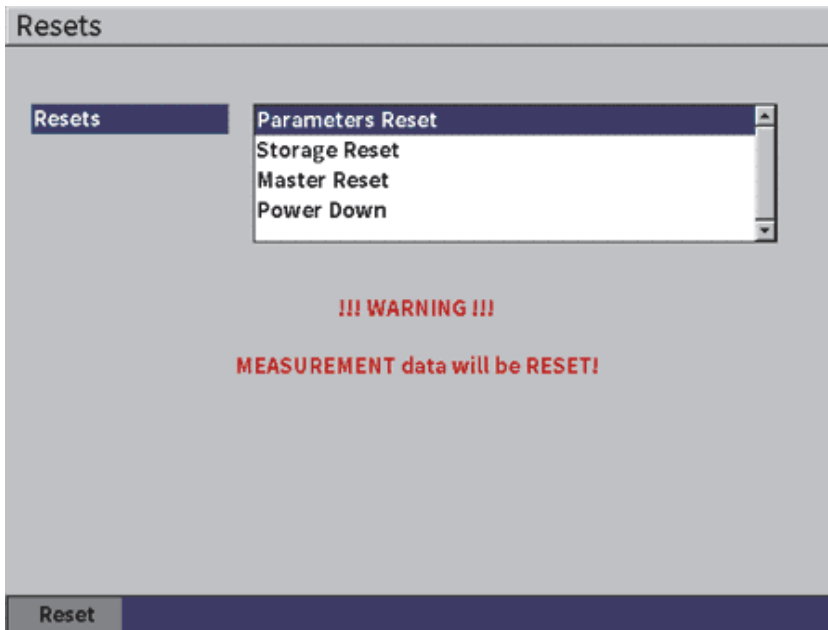 Resets
Resets
Parameters Reset
Storage Reset
Master Reset
Power Down
!!! WARNING !!!
MEASUREMENT data will be RESET!
Reset